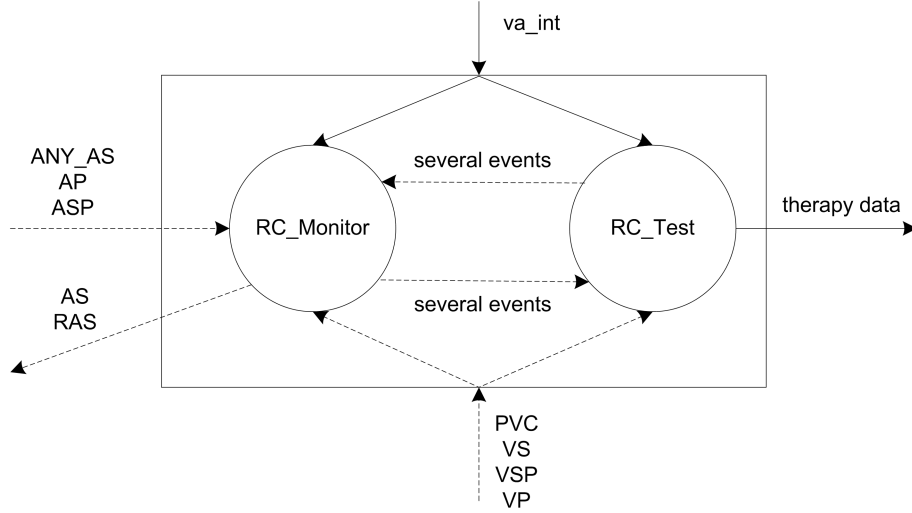 va_int
ANY_AS
AP
ASP
several events
RC_Monitor
RC_Test
therapy data
AS
RAS
several events
PVC
VS
VSP
VP